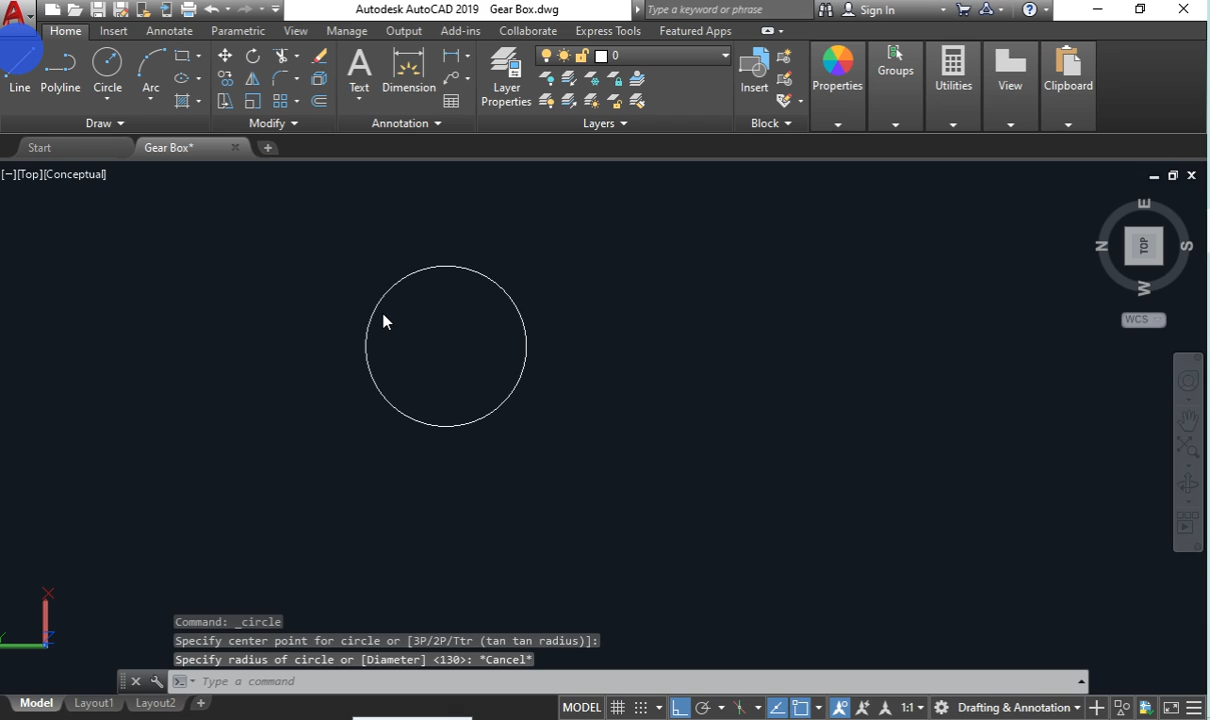 Autodesk AutoCAD 2019 Gear Box.dwg Type a keyword or phrase Sign In
Home Insert Annotate Parametric View Manage Output Add-ins Collaborate Express Tools Featured Apps
0
Line Polyline Circle Arc Text Dimension Layer Properties Insert Properties Groups Utilities View Clipboard
Draw Modify Annotation Layers Block
Start Gear Box*
[−][Top][Conceptual]
E
N TOP S
W
WCS
X
Y Z
Command: _circle
Specify center point for circle or [3P/2P/Ttr (tan tan radius)]:
Specify radius of circle or [Diameter] <130>: *Cancel*
Type a command
Model Layout1 Layout2 MODEL 1:1 Drafting & Annotation